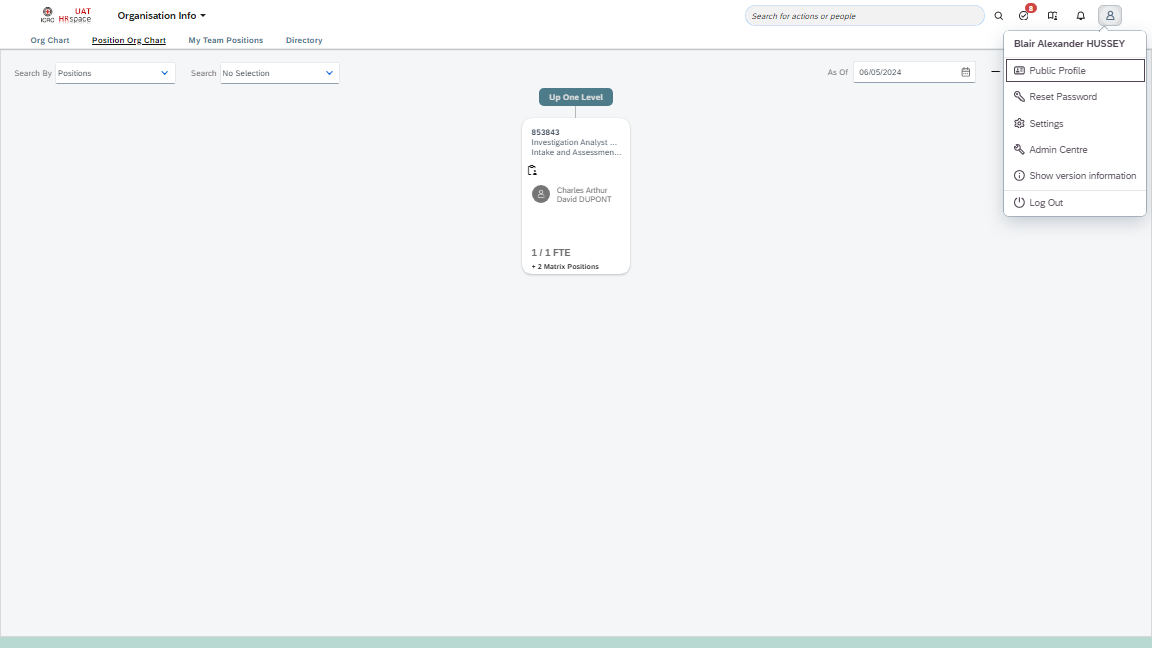 ICRC UAT HRspace Organisation Info
Search for actions or people
8
Org Chart Position Org Chart My Team Positions Directory
Search By Positions Search No Selection As Of 06/05/2024
Up One Level
853843
Investigation Analyst ...
Intake and Assessmen...
Charles Arthur
David DUPONT
1 / 1 FTE
+ 2 Matrix Positions
Blair Alexander HUSSEY
Public Profile
Reset Password
Settings
Admin Centre
Show version information
Log Out